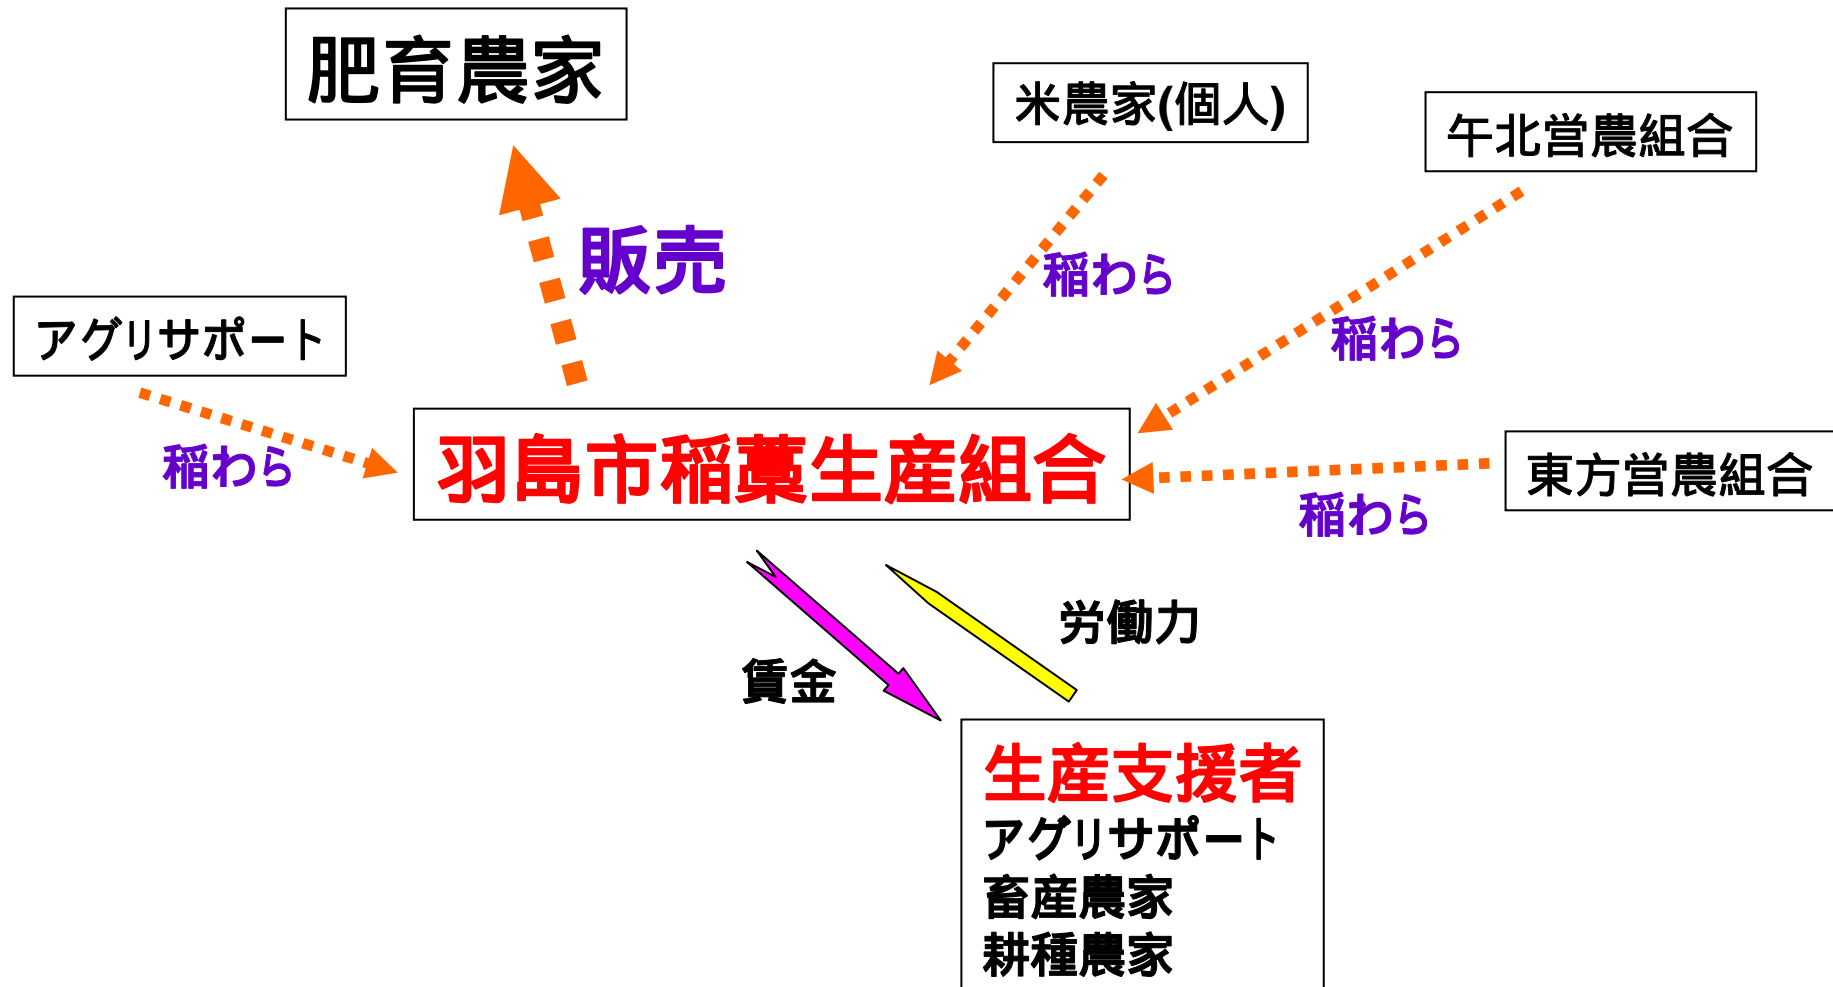 肥育農家
米農家(個人)
午北営農組合
販売
稲わら
アグリサポート
稲わら
羽島市稲藁生産組合
稲わら
東方営農組合
稲わら
労働力
賃金
生産支援者
アグリサポート
畜産農家
耕種農家